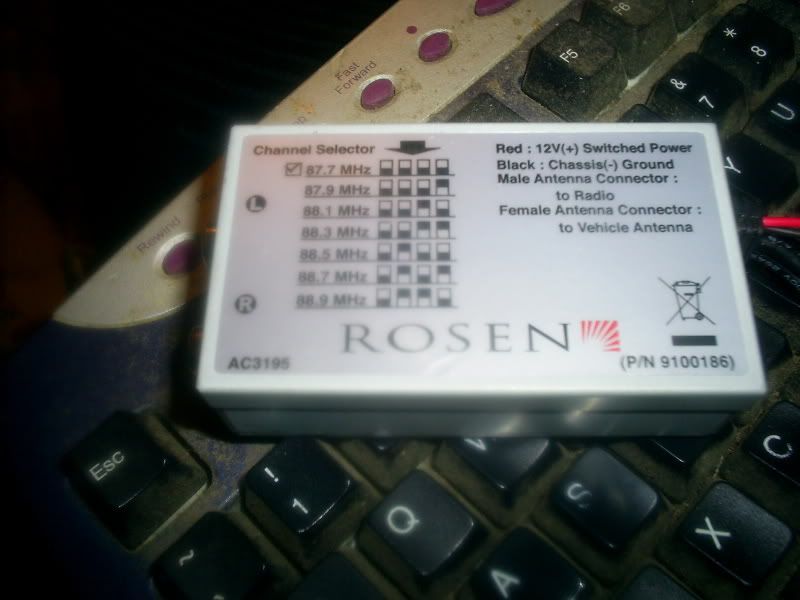 F6
F5
*
8
&
7
U
Y
Fast
Forward
Rewind
Channel Selector
87.7 MHz
87.9 MHz
L
88.1 MHz
88.3 MHz
88.5 MHz
88.7 MHz
R
88.9 MHz
Red : 12V(+) Switched Power
Black : Chassis(-) Ground
Male Antenna Connector :
to Radio
Female Antenna Connector :
to Vehicle Antenna
ROSEN
AC3195
(P/N 9100186)
Esc
!
1
~
Q
A
S
X
C